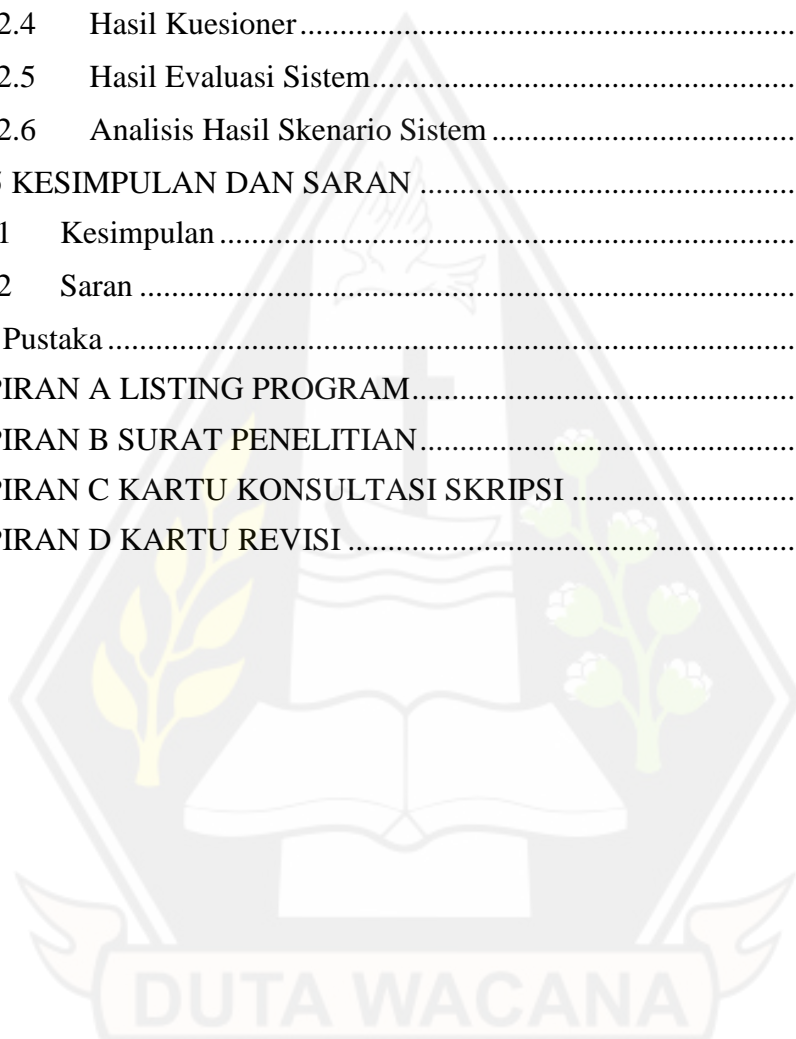 2.4 Hasil Kuesioner........................................................
2.5 Hasil Evaluasi Sistem................................................
2.6 Analisis Hasil Skenario Sistem ..................................
5 KESIMPULAN DAN SARAN ..........................................
1 Kesimpulan ................................................................
2 Saran ..........................................................................
Pustaka ............................................................................
PIRAN A LISTING PROGRAM...........................................
PIRAN B SURAT PENELITIAN..........................................
PIRAN C KARTU KONSULTASI SKRIPSI ..........................
PIRAN D KARTU REVISI ..................................................
DUTA WACANA